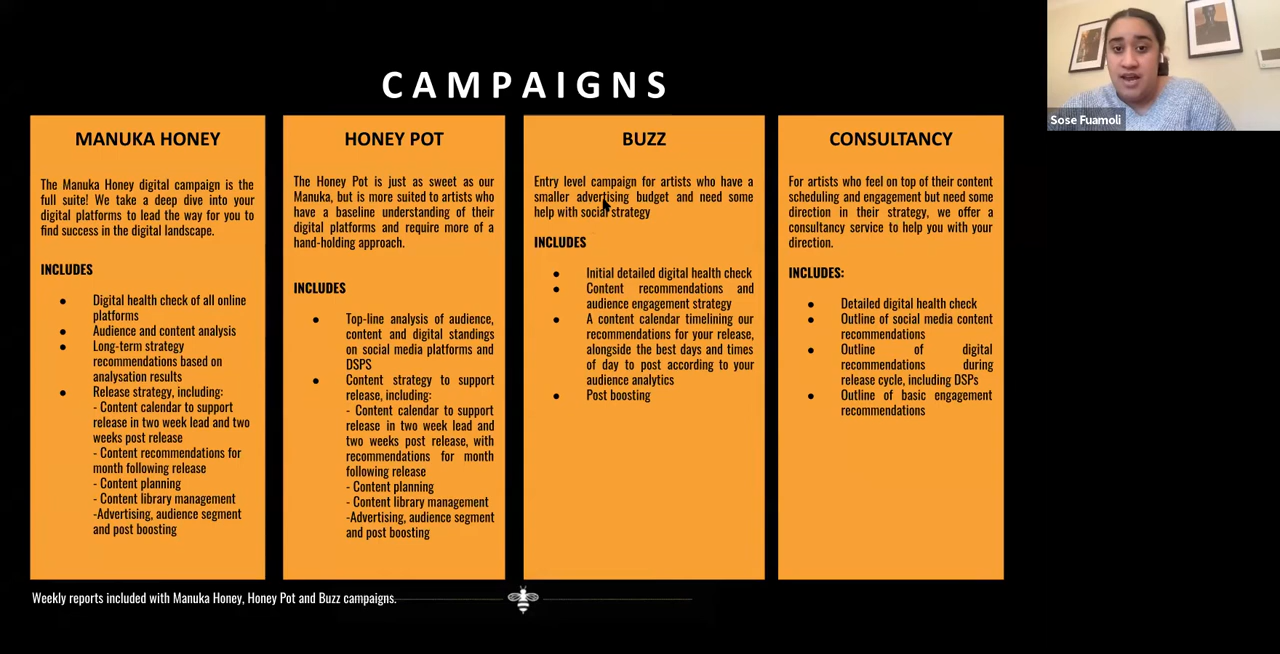 CAMPAIGNS
MANUKA HONEY
The Manuka Honey digital campaign is the
full suite! We take a deep dive into your
digital platforms to lead the way for you to
find success in the digital landscape.
INCLUDES
● Digital health check of all online
platforms
● Audience and content analysis
● Long-term strategy
recommendations based on
analysation results
● Release strategy, including:
- Content calendar to support
release in two week lead and two
weeks post release
- Content recommendations for
month following release
- Content planning
- Content library management
-Advertising, audience segment
and post boosting
HONEY POT
The Honey Pot is just as sweet as our
Manuka, but is more suited to artists who
have a baseline understanding of their
digital platforms and require more of a
hand-holding approach.
INCLUDES
● Top-line analysis of audience,
content and digital standings
on social media platforms and
DSPS
● Content strategy to support
release, including:
- Content calendar to support
release in two week lead and
two weeks post release, with
recommendations for month
following release
- Content planning
- Content library management
-Advertising, audience segment
and post boosting
BUZZ
Entry level campaign for artists who have a
smaller advertising budget and need some
help with social strategy
INCLUDES
● Initial detailed digital health check
● Content recommendations and
audience engagement strategy
● A content calendar timelining our
recommendations for your release,
alongside the best days and times
of day to post according to your
audience analytics
● Post boosting
CONSULTANCY
For artists who feel on top of their content
scheduling and engagement but need some
direction in their strategy, we offer a
consultancy service to help you with your
direction.
INCLUDES:
● Detailed digital health check
● Outline of social media content
recommendations
● Outline of digital
recommendations during
release cycle, including DSPs
● Outline of basic engagement
recommendations
Weekly reports included with Manuka Honey, Honey Pot and Buzz campaigns.
Sose Fuamoli